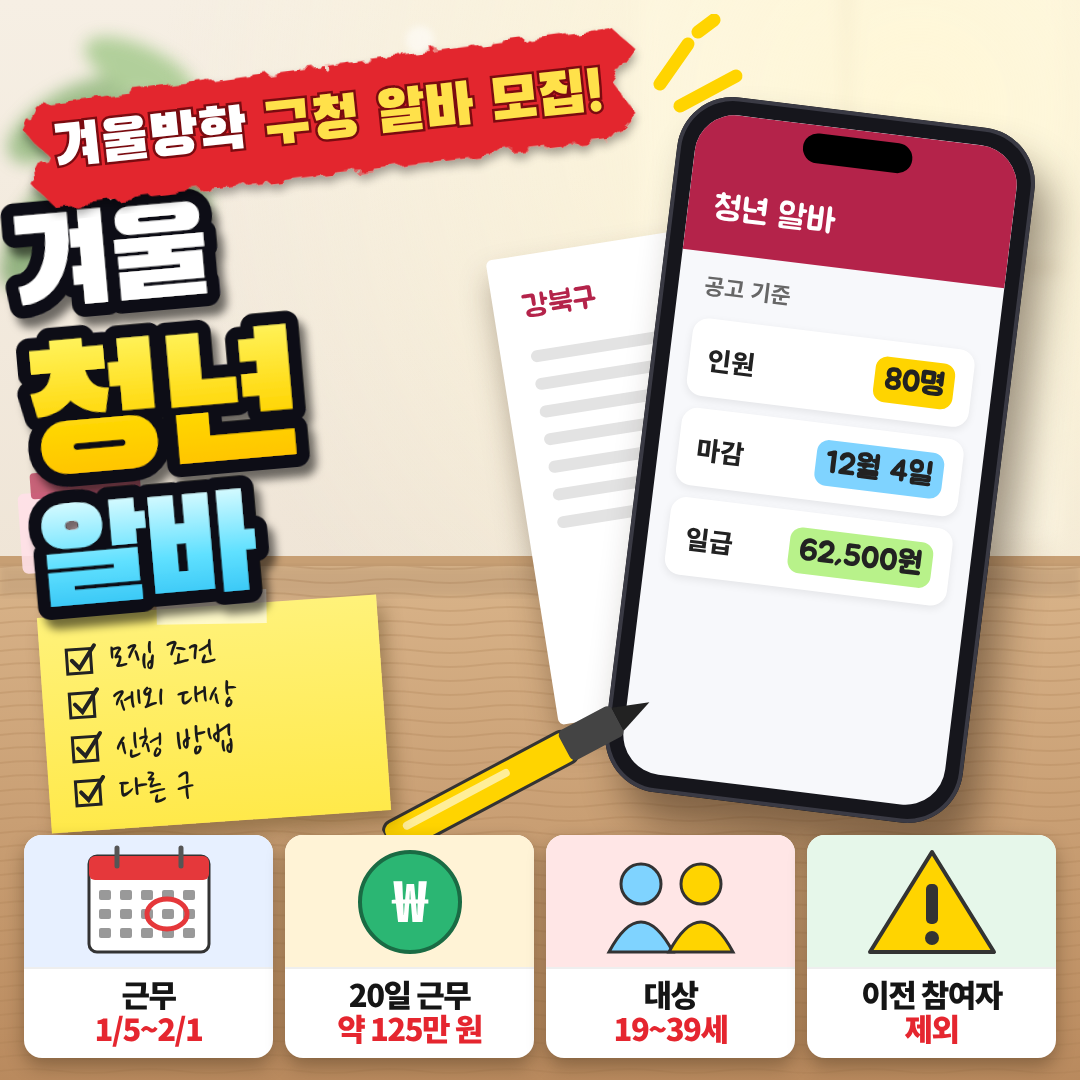 겨울방학 구청 알바 모집!
겨울
청년
알바
강북구
청년 알바
공고 기준
인원 80명
마감 12월 4일
일급 62,500원
모집 조건
제외 대상
신청 방법
다른 구
근무
1/5~2/1
₩
20일 근무
약 125만 원
대상
19~39세
이전 참여자
제외